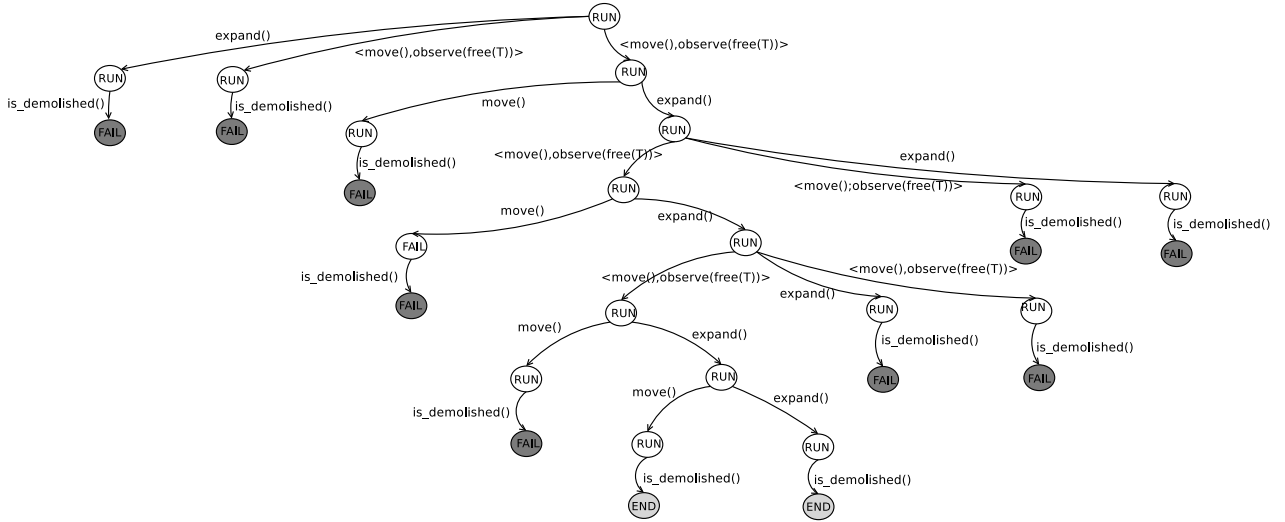 RUN
expand()
<move(),observe(free(T))>
<move(),observe(free(T))>
RUN
RUN
RUN
is_demolished()
is_demolished()
move()
expand()
FAIL
FAIL
RUN
RUN
<move(),observe(free(T))>
expand()
is_demolished()
<move();observe(free(T))>
FAIL
RUN
RUN
RUN
move()
expand()
is_demolished()
is_demolished()
FAIL
RUN
FAIL
FAIL
is_demolished()
<move(),observe(free(T))>
<move(),observe(free(T))>
expand()
FAIL
RUN
RUN
RUN
move()
expand()
is_demolished()
is_demolished()
RUN
RUN
FAIL
FAIL
is_demolished()
move()
expand()
FAIL
RUN
RUN
is_demolished()
is_demolished()
END
END